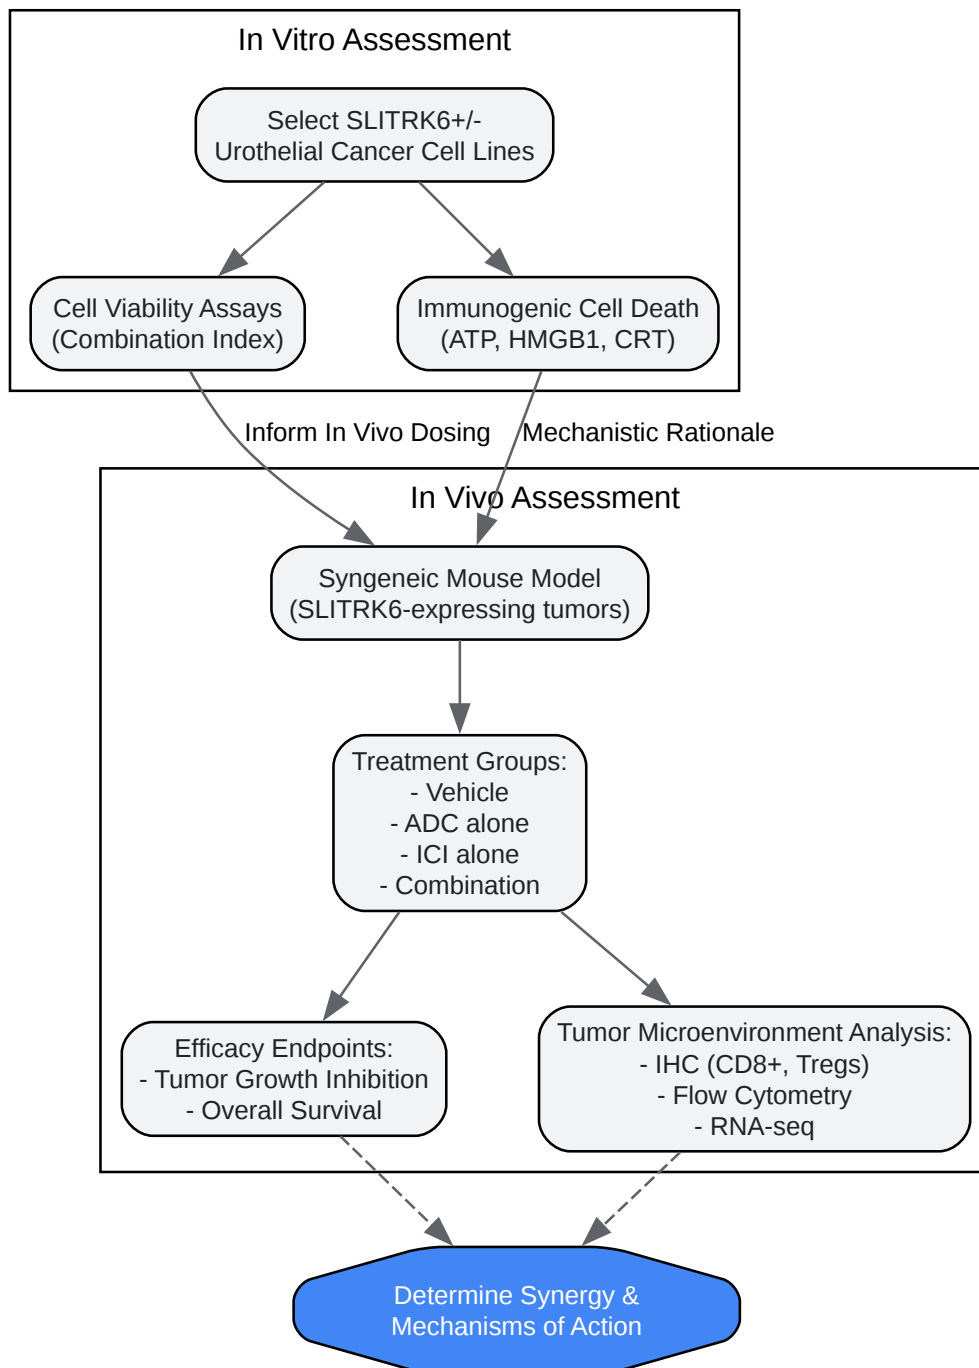 In Vitro Assessment
Select SLITRK6+/-
Urothelial Cancer Cell Lines
Cell Viability Assays
(Combination Index)
Immunogenic Cell Death
(ATP, HMGB1, CRT)
Inform In Vivo Dosing
Mechanistic Rationale
In Vivo Assessment
Syngeneic Mouse Model
(SLITRK6-expressing tumors)
Treatment Groups:
- Vehicle
- ADC alone
- ICI alone
- Combination
Efficacy Endpoints:
- Tumor Growth Inhibition
- Overall Survival
Tumor Microenvironment Analysis:
- IHC (CD8+, Tregs)
- Flow Cytometry
- RNA-seq
Determine Synergy &
Mechanisms of Action